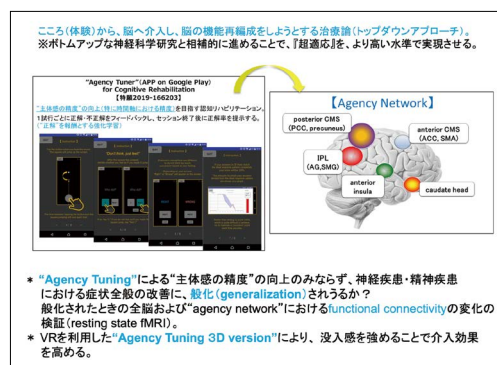 こころ(体験)から、脳へ介入し、脳の機能再編成をしようとする治療論(トップダウンアプローチ)。
※ボトムアップな神経科学研究と相補的に進めることで、『超適応』を、より高い水準で実現させる。
"Agency Tuner"(APP on Google Play)
for Cognitive Rehabilitation
【特願2019-166203】
"主体感の精度"の向上(特に時間軸における精度)を目指す認知リハビリテーション。
1試行ごとに正解・不正解をフィードバックし、セッション終了後に正解率を提示する。
("正解"を報酬とする強化学習)
【Agency Network】
posterior CMS
(PCC, precuneus)
anterior CMS
(ACC, SMA)
IPL
(AG,SMG)
anterior
insula
caudate head
* "Agency Tuning"による"主体感の精度"の向上のみならず、神経疾患・精神疾患
における症状全般の改善に、般化(generalization)されうるか?
般化されたときの全脳および"agency network"におけるfunctional connectivityの変化の
検証(resting state fMRI)。
* VRを利用した"Agency Tuning 3D version"により、没入感を強めることで介入効果
を高める。